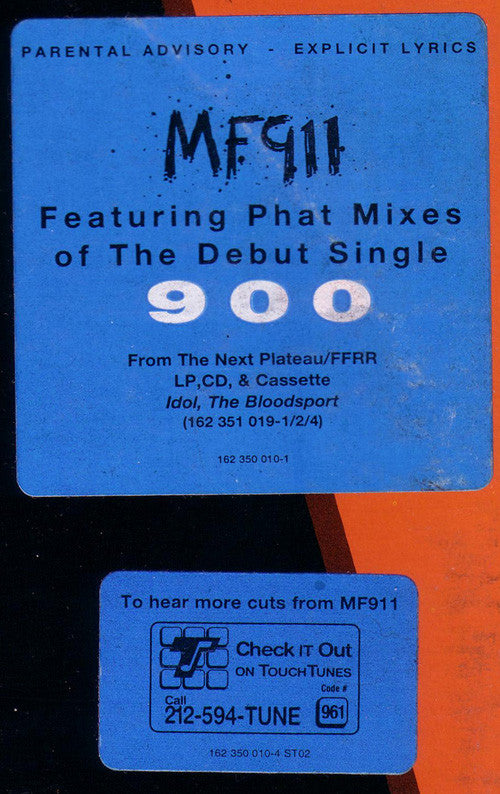 PARENTAL ADVISORY - EXPLICIT LYRICS
MF911
Featuring Phat Mixes
of The Debut Single
900
From The Next Plateau/FFRR
LP,CD, & Cassette
Idol, The Bloodsport
(162 351 019-1/2/4)
162 350 010-1
To hear more cuts from MF911
TT
Check IT Out
ON TOUCHTUNES
Code #
Call
212-594-TUNE
961
162 350 010-4 ST02